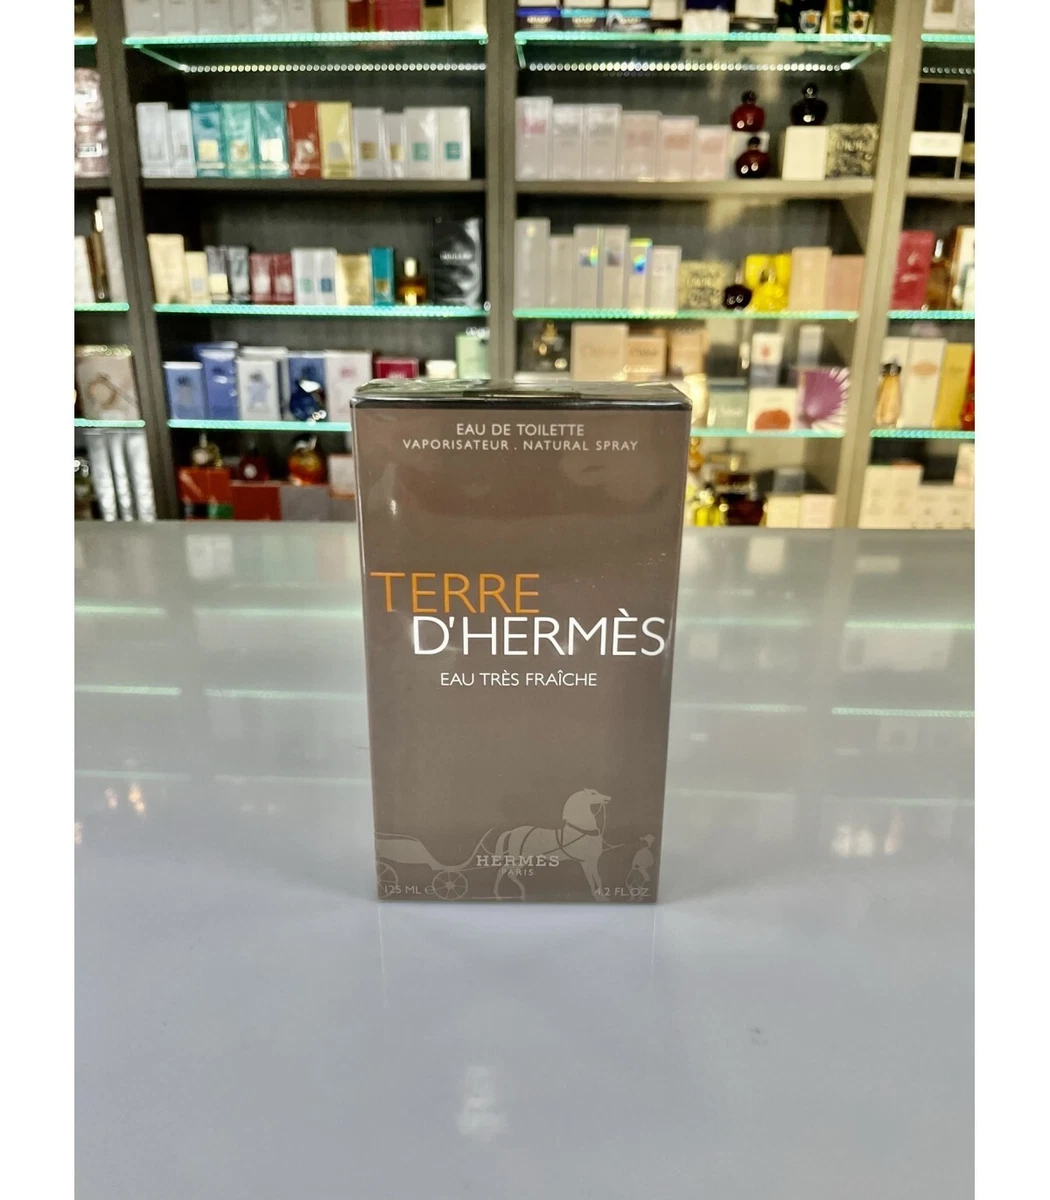 EAU DE TOILETTE
VAPORISATEUR . NATURAL SPRAY
TERRE
D'HERMÈS
EAU TRÈS FRAÎCHE
HERMÈS
PARIS
125 ML e
4.2 FL.OZ.